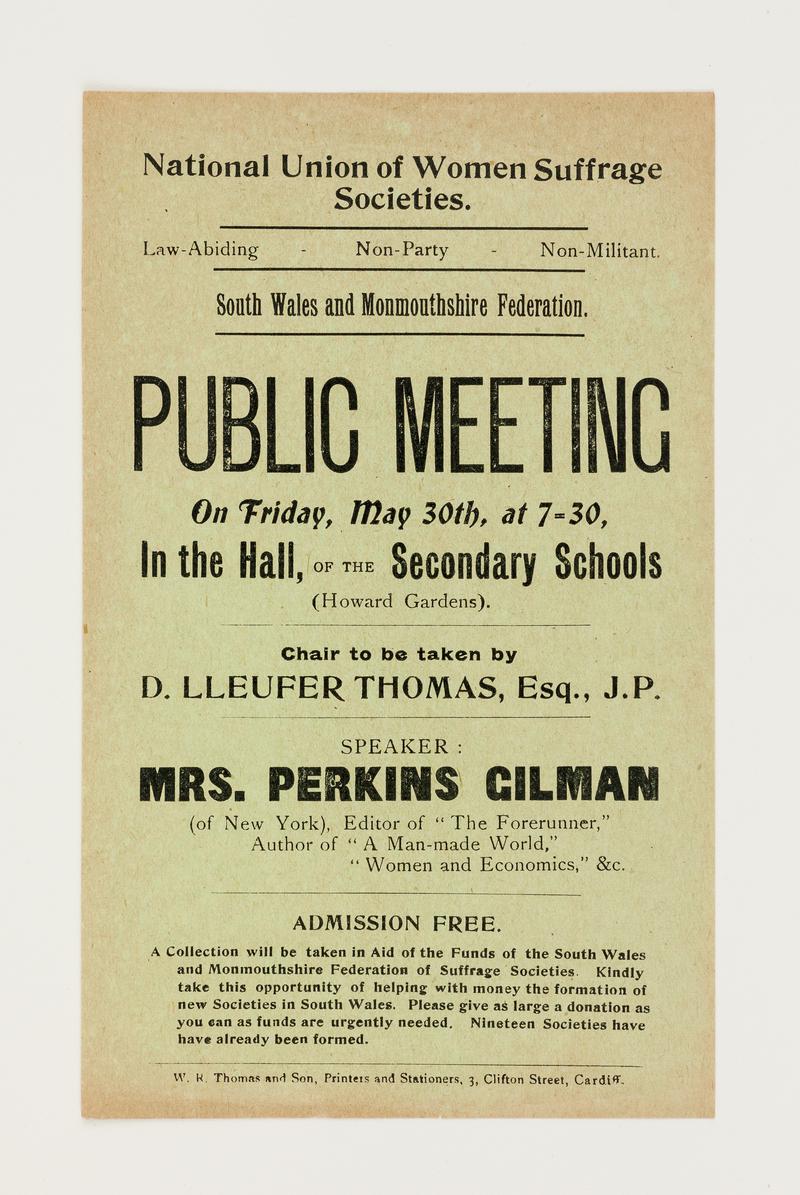 National Union of Women Suffrage
Societies.
Law-Abiding - Non-Party - Non-Militant.
South Wales and Monmouthshire Federation.
PUBLIC MEETING
On Friday, May 30th, at 7-30,
In the Hall, OF THE Secondary Schools
(Howard Gardens).
Chair to be taken by
D. LLEUFER THOMAS, Esq., J.P.
SPEAKER :
MRS. PERKINS GILMAN
(of New York), Editor of “ The Forerunner,”
Author of “ A Man-made World,”
“ Women and Economics,” &c.
ADMISSION FREE.
A Collection will be taken in Aid of the Funds of the South Wales
and Monmouthshire Federation of Suffrage Societies. Kindly
take this opportunity of helping with money the formation of
new Societies in South Wales. Please give as large a donation as
you can as funds are urgently needed. Nineteen Societies have
have already been formed.
W. R. Thomas and Son, Printers and Stationers, 3, Clifton Street, Cardiff.